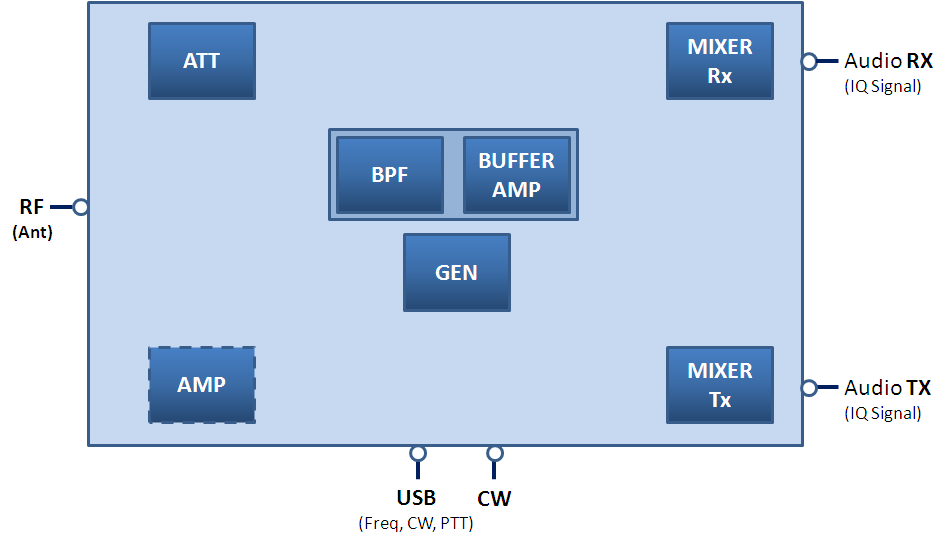 ATT
MIXER
Rx
Audio RX
(IQ Signal)
BPF
BUFFER
AMP
RF
(Ant)
GEN
AMP
MIXER
Tx
Audio TX
(IQ Signal)
USB
(Freq, CW, PTT)
CW